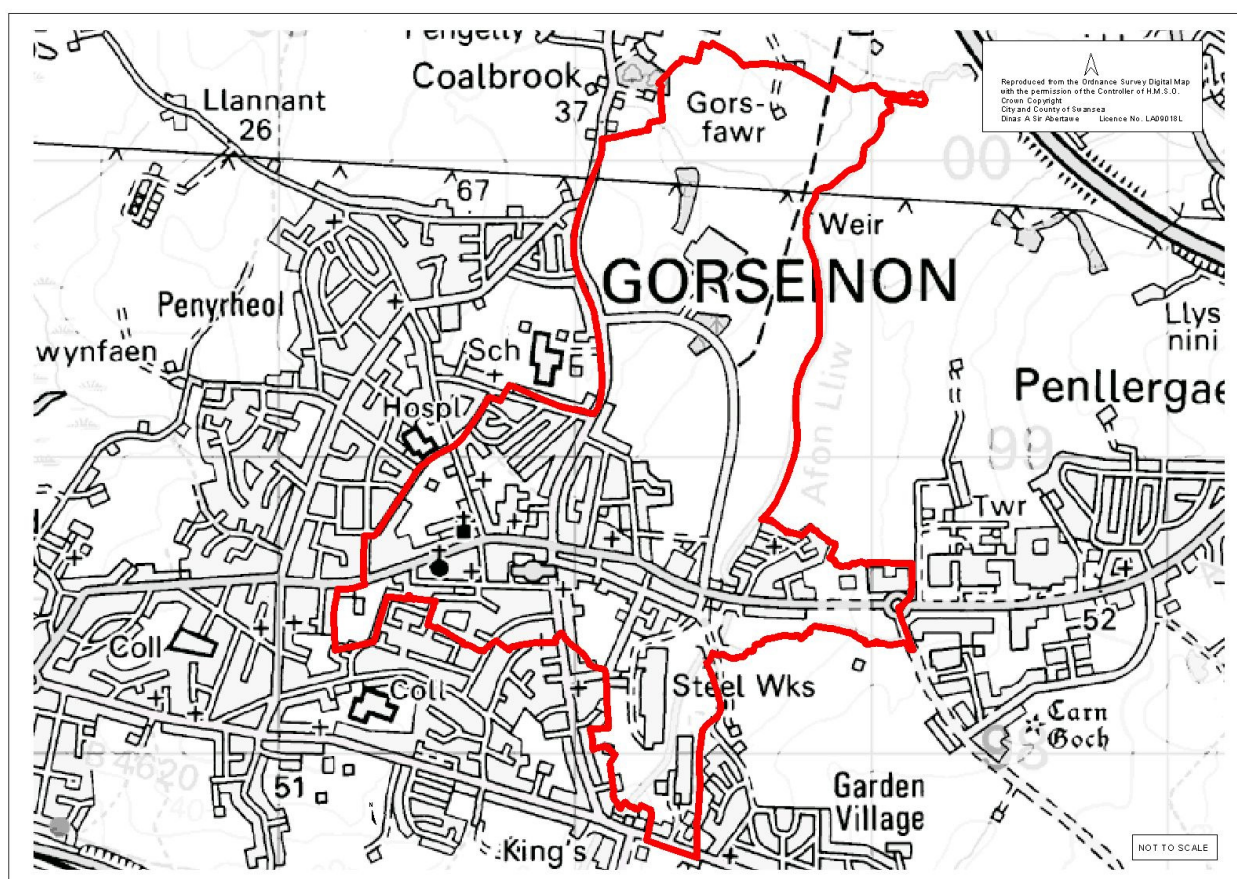 Pengelly
Coalbrook
37
Llannant
26
Gors-
fawr
Reproduced from the Ordnance Survey Digital Map
with the permission of the Controller of H.M.S.O.
Crown Copyright
City and County of Swansea
Dinas A Sir Abertawe Licence No. LA09018L
00
67
Weir
GORSEINON
Penyrheol
Llys
nini
wynfaen
Sch
Penllergae
Hospl
99
Afon Lliw
Twr
52
Coll
Coll
Steel Wks
Carn
Goch
98
B 4620
51
Garden
Village
King's
NOT TO SCALE